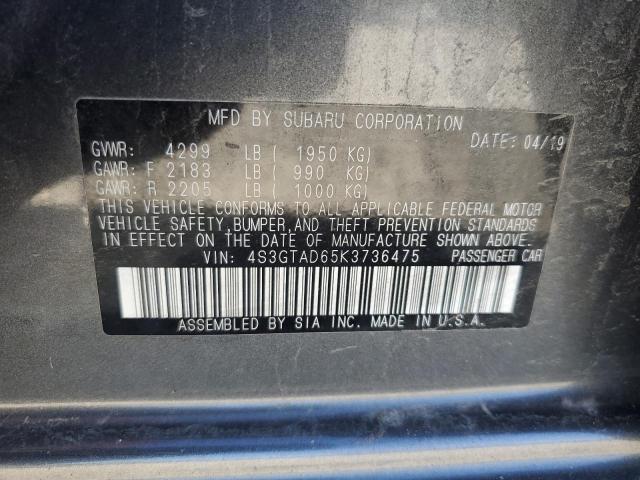 MFD BY SUBARU CORPORATION
DATE: 04/19
GVWR: 4299 LB ( 1950 KG)
GAWR: F 2183 LB ( 990 KG)
GAWR: R 2205 LB ( 1000 KG)
THIS VEHICLE CONFORMS TO ALL APPLICABLE FEDERAL MOTOR
VEHICLE SAFETY, BUMPER, AND THEFT PREVENTION STANDARDS
IN EFFECT ON THE DATE OF MANUFACTURE SHOWN ABOVE.
VIN: 4S3GTAD65K3736475 PASSENGER CAR
ASSEMBLED BY SIA INC. MADE IN U.S.A.